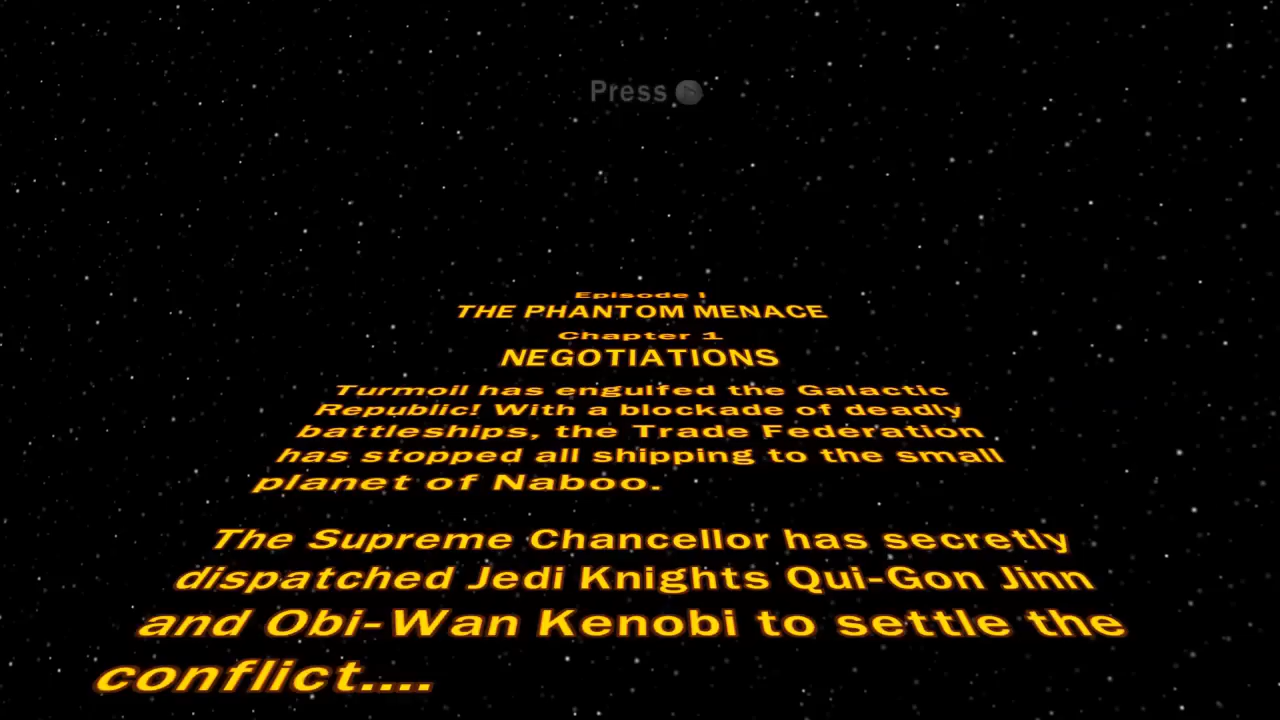 Press
Episode I
THE PHANTOM MENACE
Chapter 1
NEGOTIATIONS
Turmoil has engulfed the Galactic
Republic! With a blockade of deadly
battleships, the Trade Federation
has stopped all shipping to the small
planet of Naboo.
The Supreme Chancellor has secretly
dispatched Jedi Knights Qui-Gon Jinn
and Obi-Wan Kenobi to settle the
conflict....